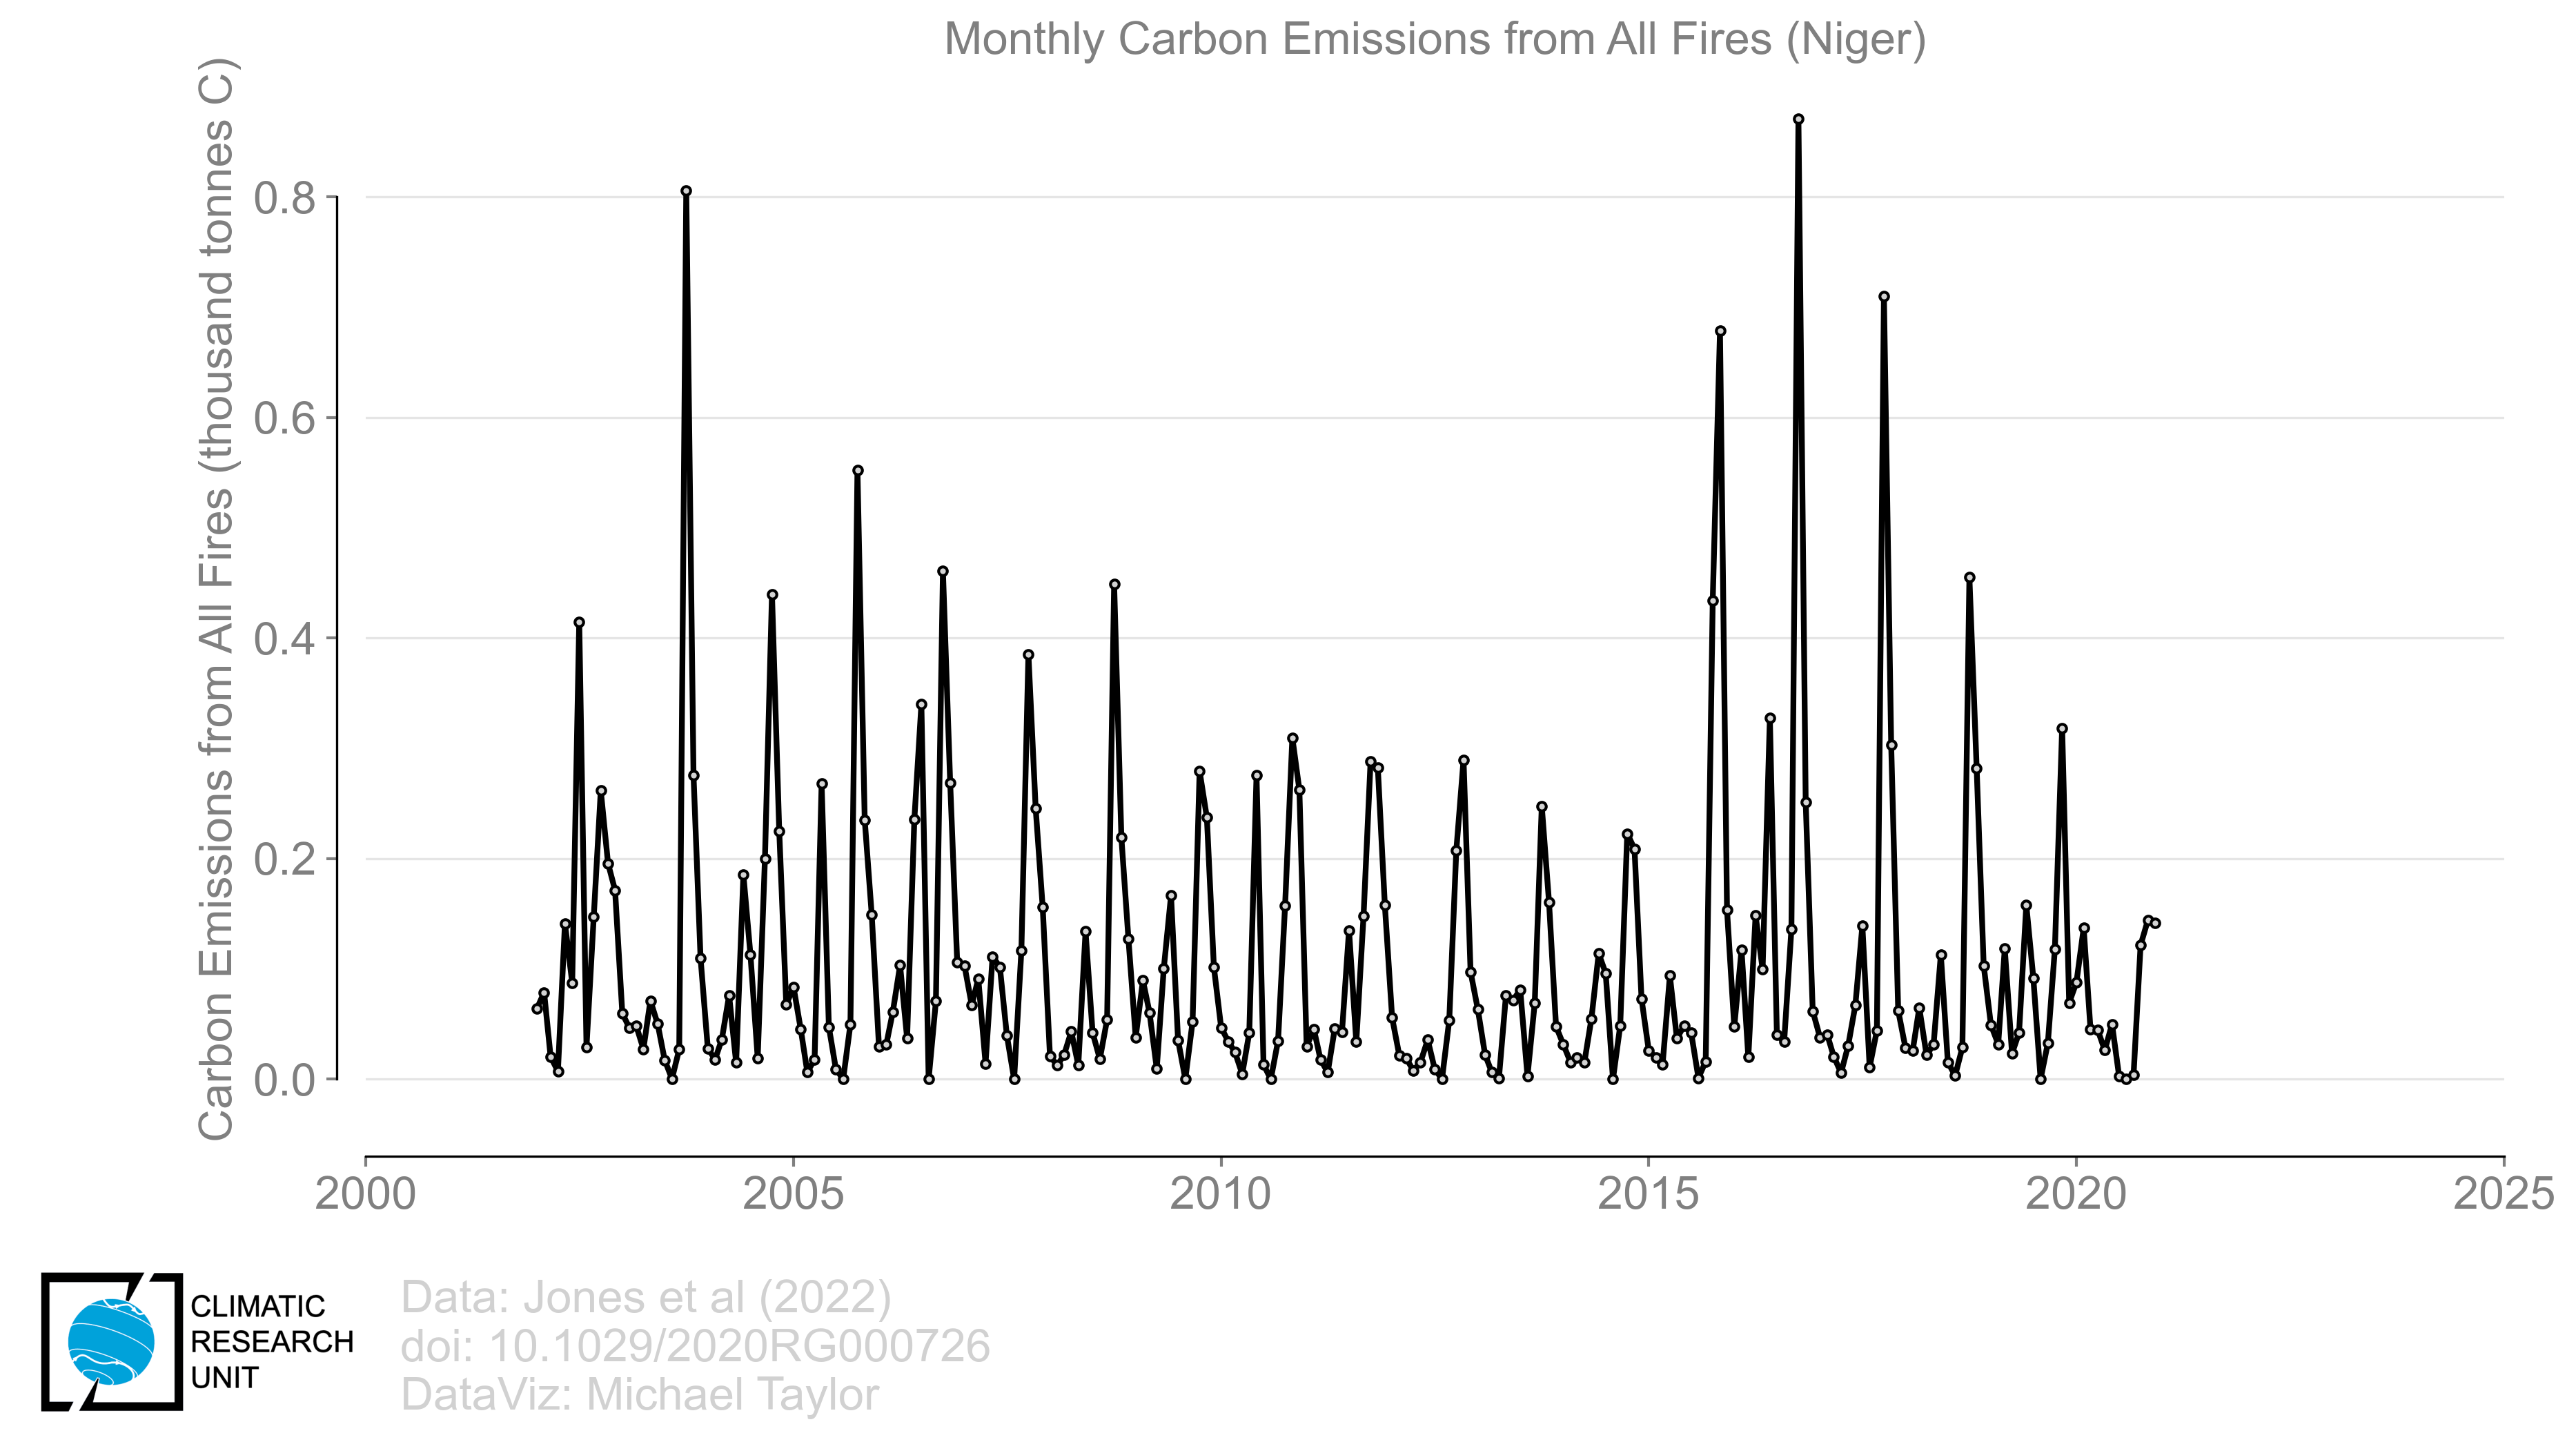 Monthly Carbon Emissions from All Fires (Niger)
Carbon Emissions from All Fires (thousand tonnes C)
0.8
0.6
0.4
0.2
0.0
2000
2005
2010
2015
2020
2025
CLIMATIC
RESEARCH
UNIT
Data: Jones et al (2022)
doi: 10.1029/2020RG000726
DataViz: Michael Taylor